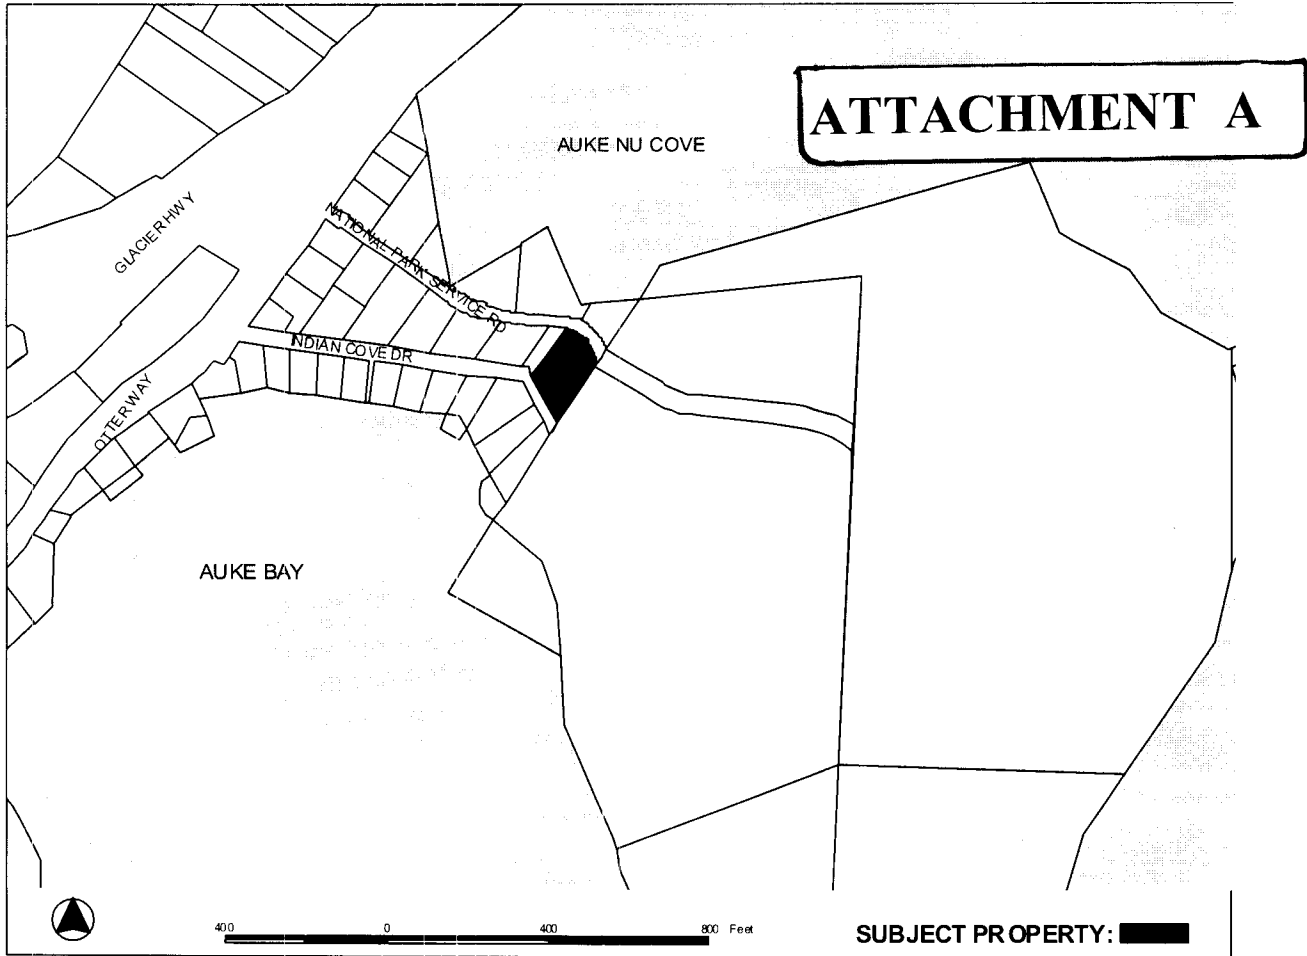 ATTACHMENT A
AUKE NU COVE
GLACIER HWY
NATIONAL PARK SERVICE RD
INDIAN COVE DR
OTTER WAY
AUKE BAY
400 0 400 800 Feet
SUBJECT PROPERTY: